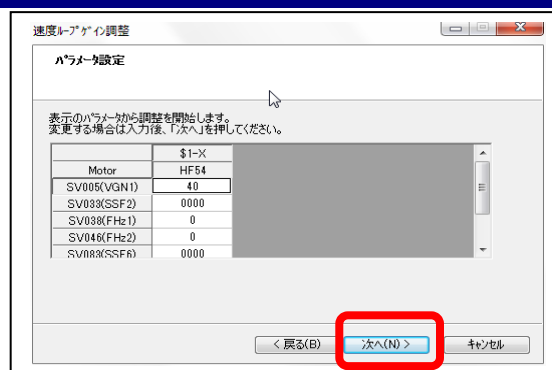 速度ループゲイン調整
パラメータ設定
表示のパラメータから調整を開始します。
変更する場合は入力後、「次へ」を押してください。
$1-X
Motor HF54
SV005(VGN1) 40
SV033(SSF2) 0000
SV038(FHz1) 0
SV046(FHz2) 0
SV083(SSF6) 0000
< 戻る(B) 次へ(N) > キャンセル